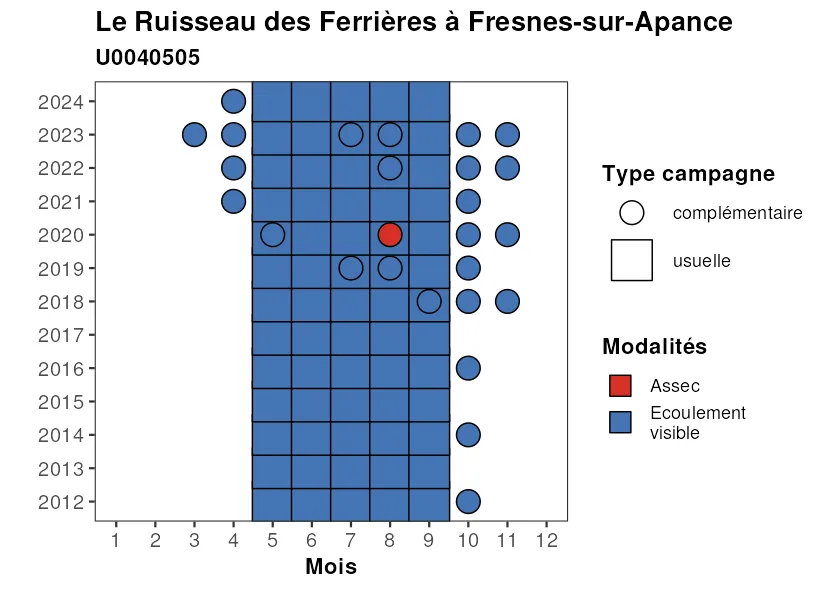 Le Ruisseau des Ferrières à Fresnes-sur-Apance
U0040505
2024
2023
2022
2021
2020
2019
2018
2017
2016
2015
2014
2013
2012
1 2 3 4 5 6 7 8 9 10 11 12
Mois
Type campagne
complémentaire
usuelle
Modalités
Assec
Ecoulement
visible